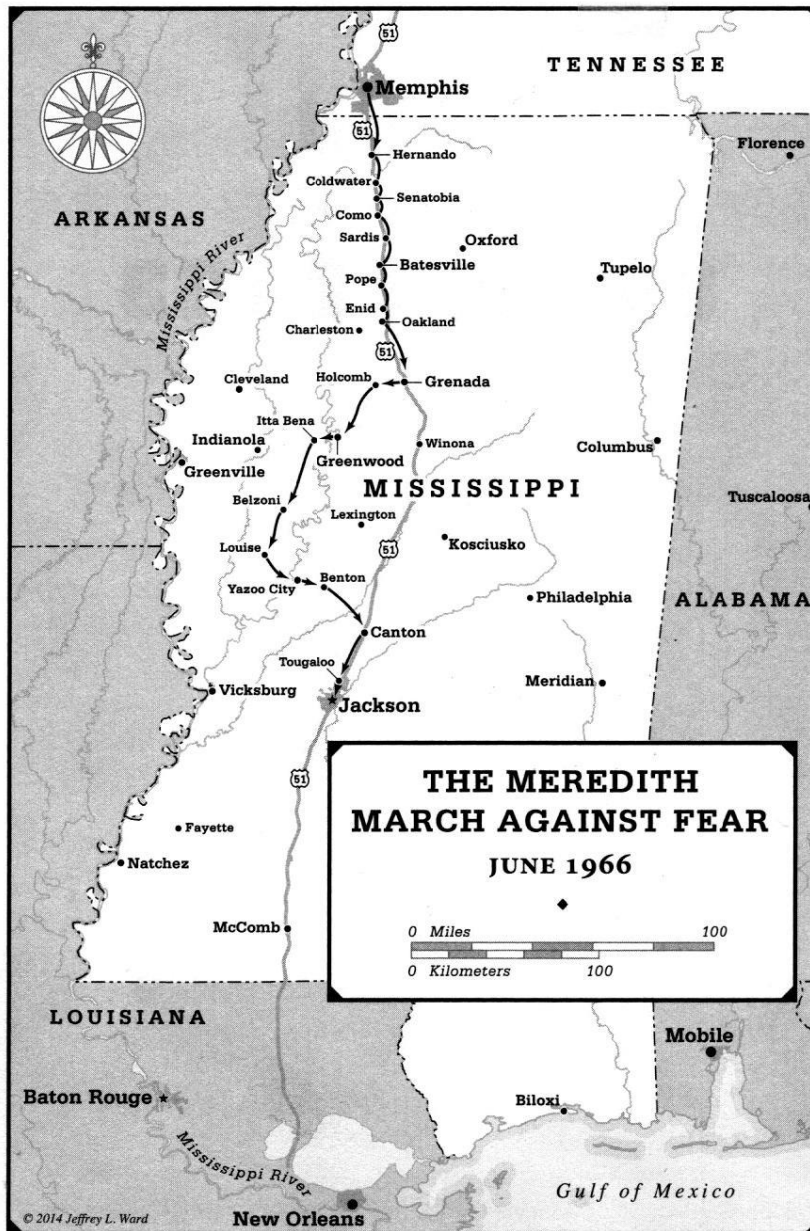 51
TENNESSEE
Memphis
51
Hernando
Florence
Coldwater
Senatobia
ARKANSAS
Como
Sardis
Oxford
Mississippi River
Batesville
Tupelo
Pope
Enid
Charleston
Oakland
51
Cleveland
Holcomb
Grenada
Itta Bena
Indianola
Winona
Columbus
Greenville
Greenwood
MISSISSIPPI
Tuscaloosa
Belzoni
Lexington
Kosciusko
51
Louise
Yazoo City
Benton
Philadelphia
ALABAMA
Canton
Tougaloo
Meridian
Vicksburg
Jackson
51
THE MEREDITH
MARCH AGAINST FEAR
JUNE 1966
Fayette
Natchez
McComb
0 Miles 100
0 Kilometers 100
LOUISIANA
Mobile
Baton Rouge
Biloxi
Mississippi River
Gulf of Mexico
© 2014 Jeffrey L. Ward
New Orleans